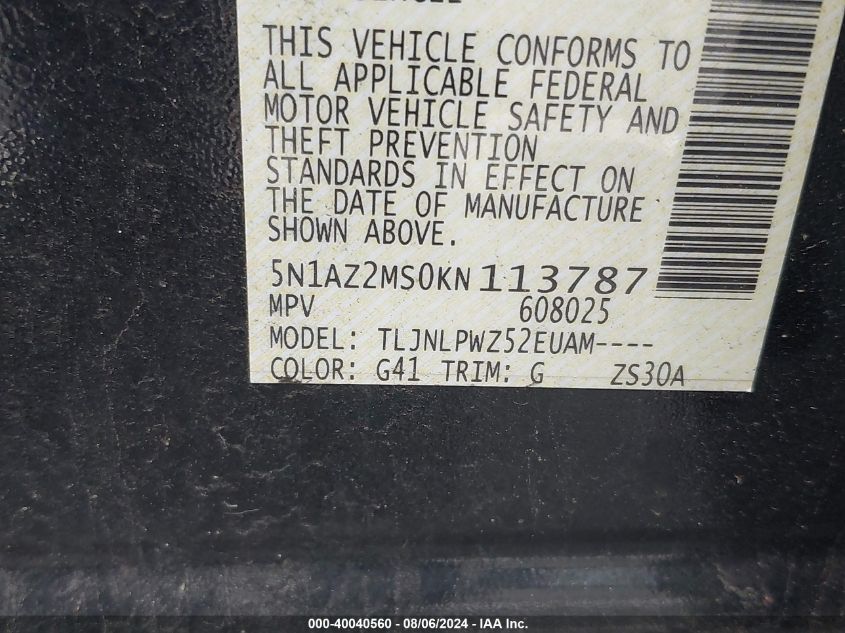 THIS VEHICLE CONFORMS TO
ALL APPLICABLE FEDERAL
MOTOR VEHICLE SAFETY AND
THEFT PREVENTION
STANDARDS IN EFFECT ON
THE DATE OF MANUFACTURE
SHOWN ABOVE.
5N1AZ2MS0KN113787
MPV 608025
MODEL: TLJNLPWZ52EUAM----
COLOR: G41 TRIM: G ZS30A
000-40040560 - 08/06/2024 - IAA Inc.